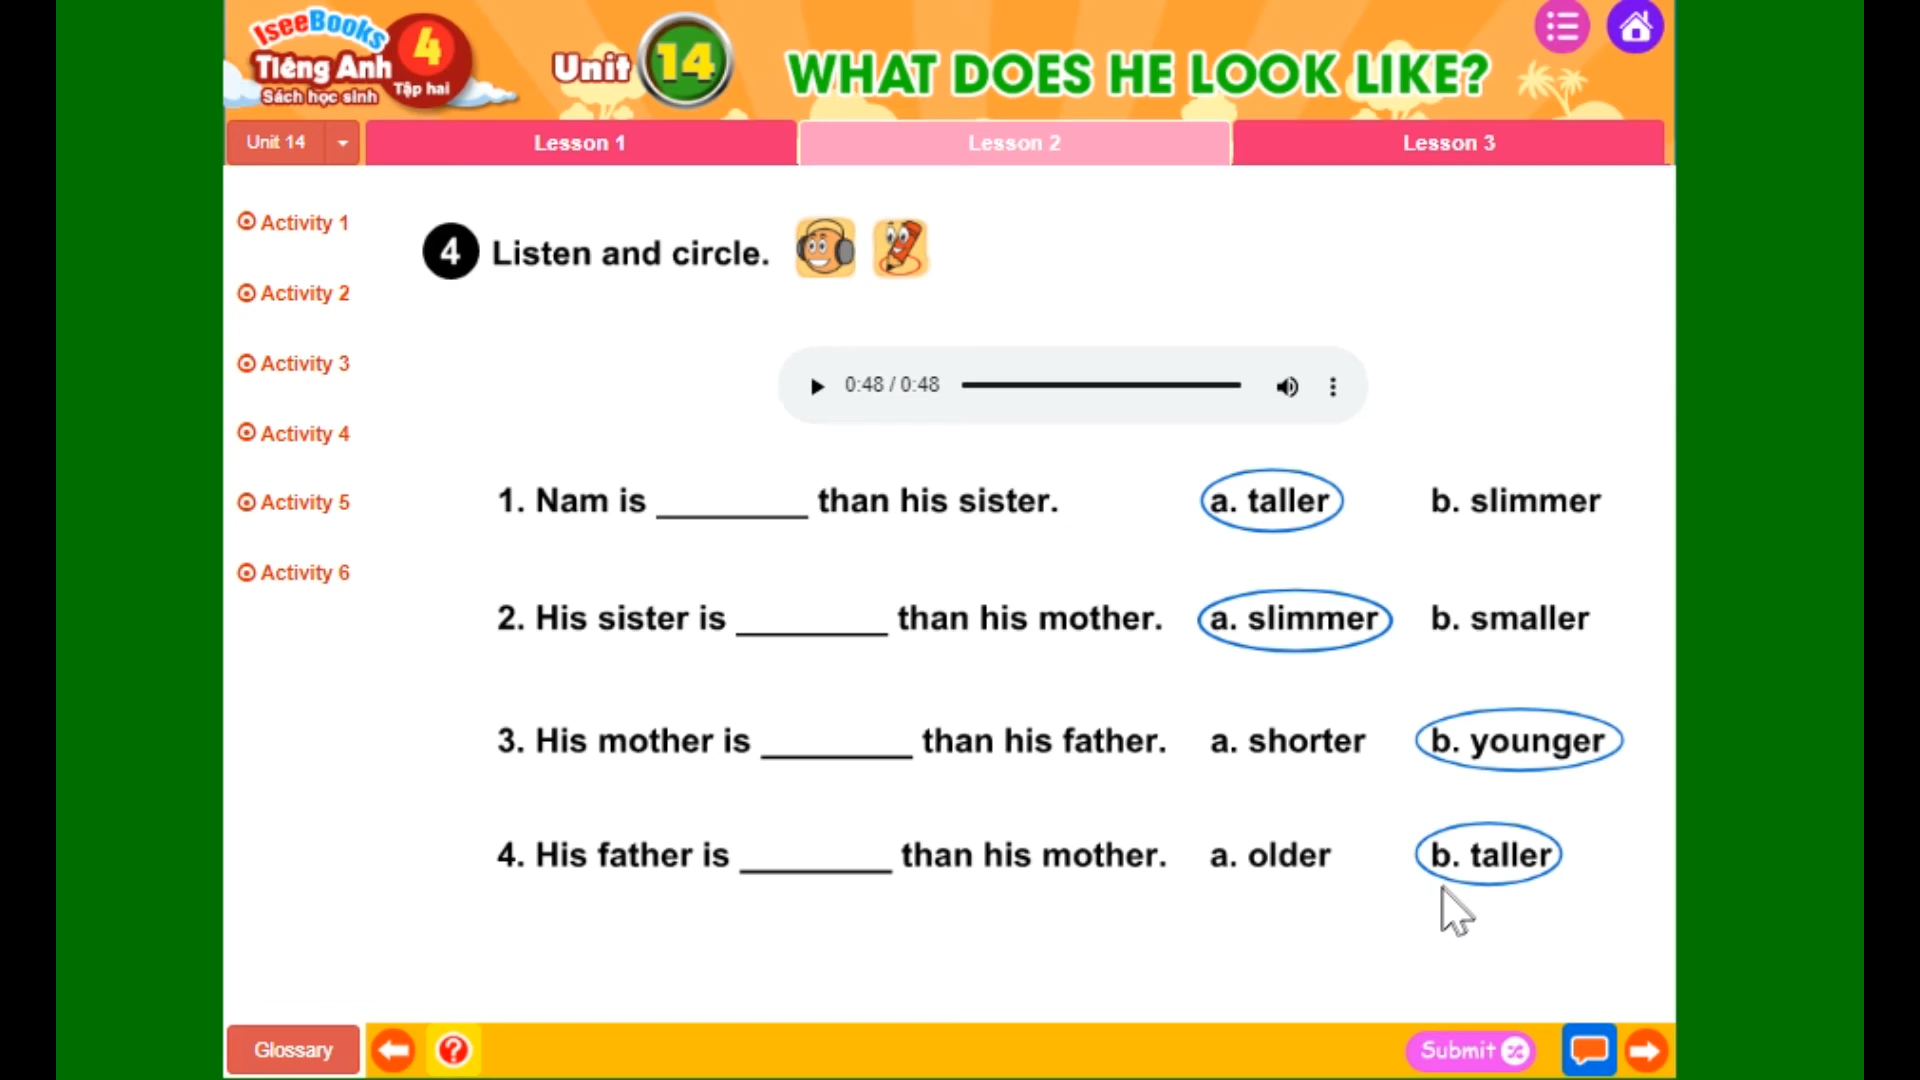 IseeBooks
Tiếng Anh 4
Sách học sinh Tập hai
Unit 14
WHAT DOES HE LOOK LIKE?
Unit 14
Lesson 1
Lesson 2
Lesson 3
Activity 1
Activity 2
Activity 3
Activity 4
Activity 5
Activity 6
4 Listen and circle.
0:48 / 0:48
1. Nam is ________ than his sister. a. taller b. slimmer
2. His sister is ________ than his mother. a. slimmer b. smaller
3. His mother is ________ than his father. a. shorter b. younger
4. His father is ________ than his mother. a. older b. taller
Glossary
?
Submit